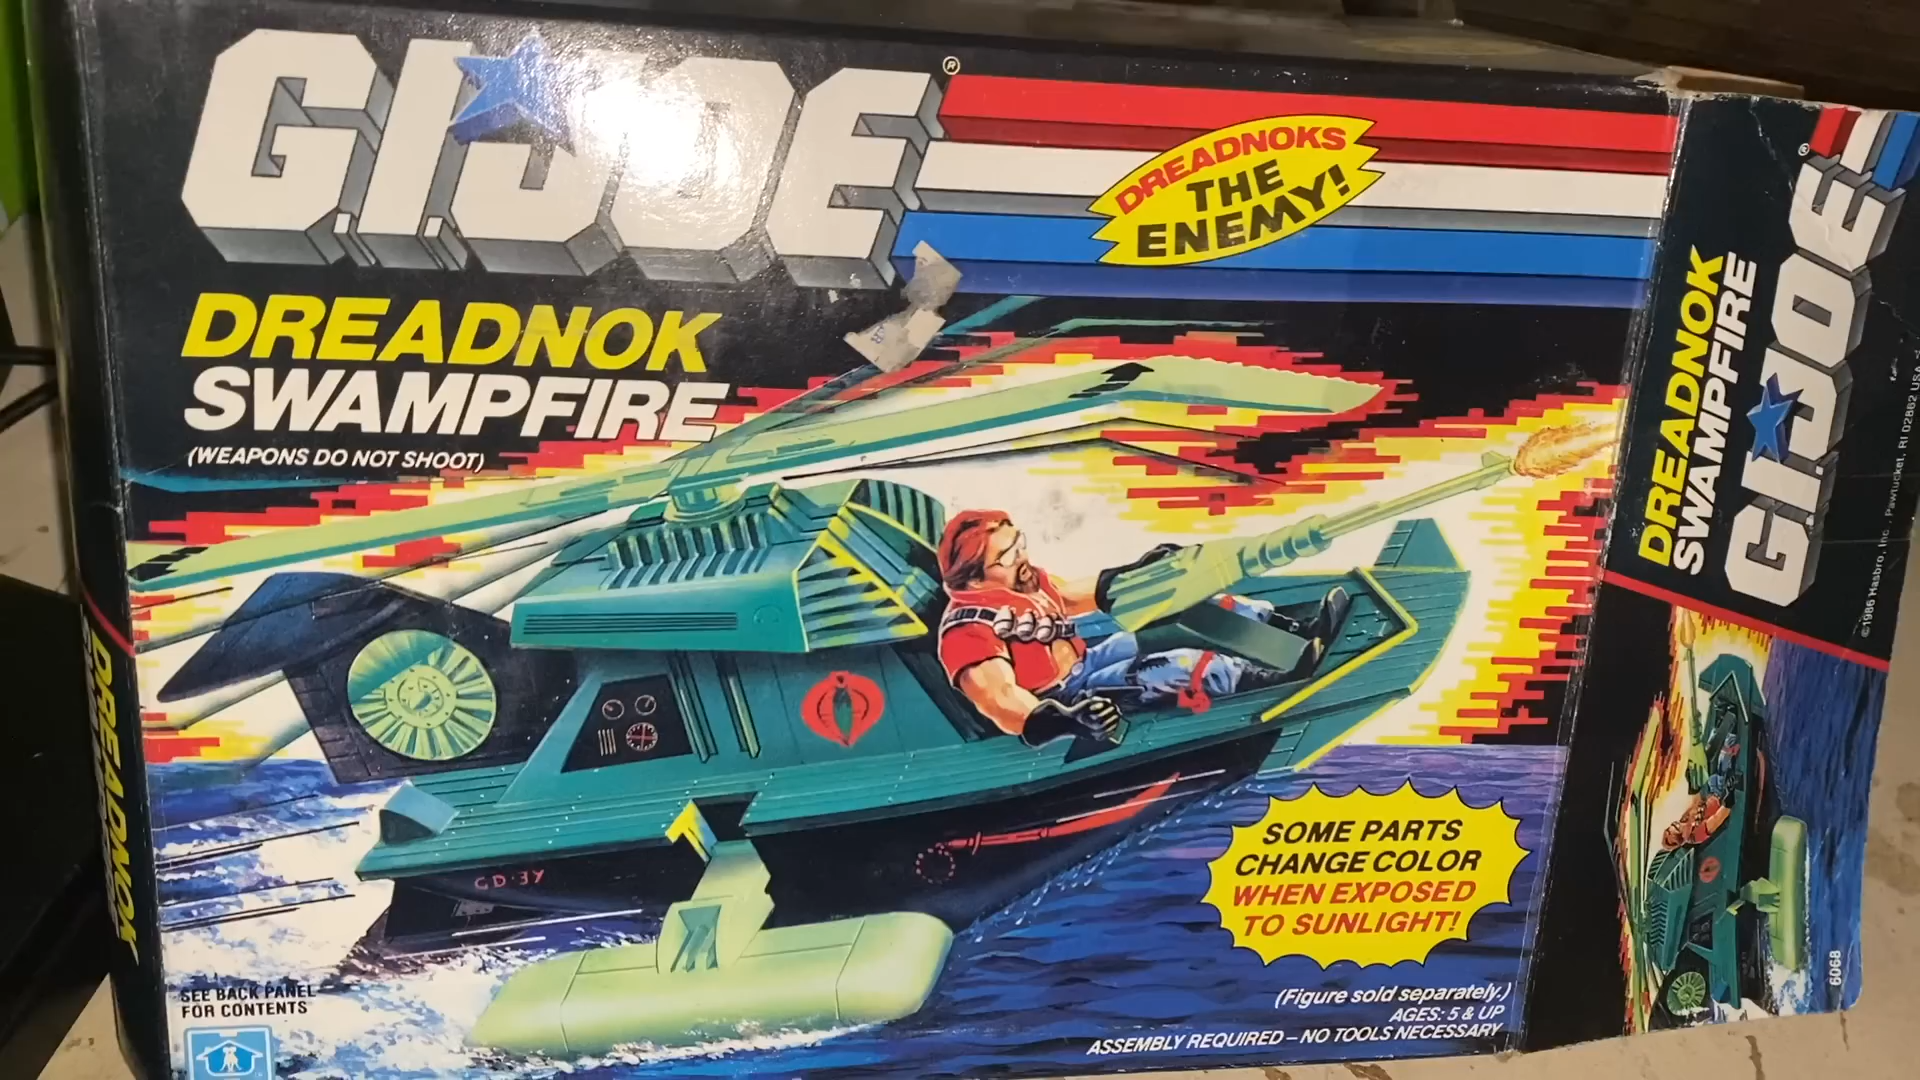 G.I. JOE
®
DREADNOKS
THE
ENEMY!
DREADNOK
SWAMPFIRE
(WEAPONS DO NOT SHOOT)
GD·3Y
SOME PARTS
CHANGE COLOR
WHEN EXPOSED
TO SUNLIGHT!
SEE BACK PANEL
FOR CONTENTS
(Figure sold separately.)
AGES: 5 & UP
ASSEMBLY REQUIRED – NO TOOLS NECESSARY
DREADNOK
DREADNOK
SWAMPFIRE
G.I. JOE
®
©1986 Hasbro, Inc., Pawtucket, RI 02862 USA
6068